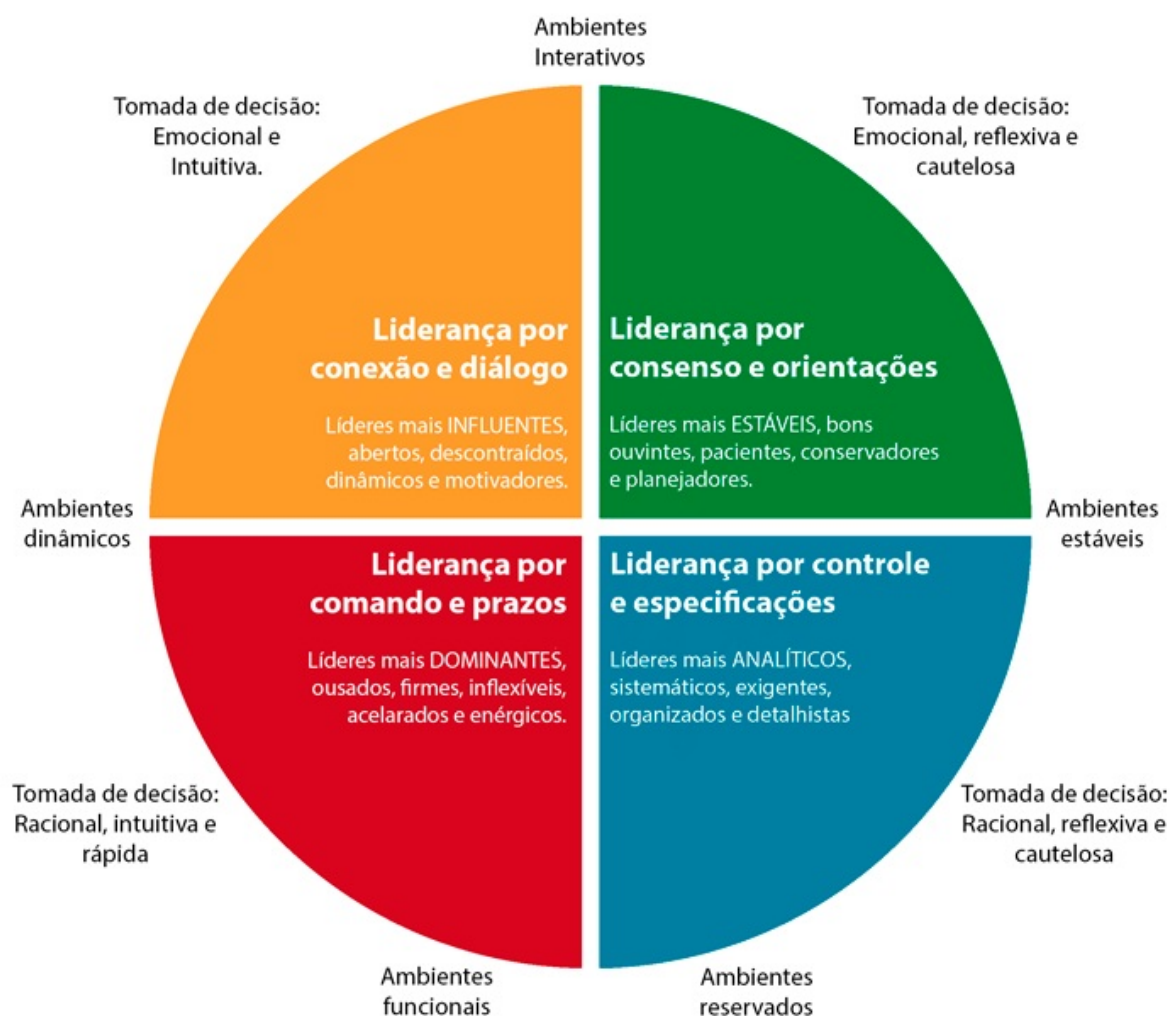 Ambientes
Interativos
Tomada de decisão:
Emocional e
Intuitiva.
Tomada de decisão:
Emocional, reflexiva e
cautelosa
Liderança por
conexão e diálogo
Líderes mais INFLUENTES,
abertos, descontraídos,
dinâmicos e motivadores.
Liderança por
consenso e orientações
Líderes mais ESTÁVEIS, bons
ouvintes, pacientes, conservadores
e planejadores.
Ambientes
dinâmicos
Ambientes
estáveis
Liderança por
comando e prazos
Líderes mais DOMINANTES,
ousados, firmes, inflexíveis,
acelarados e enérgicos.
Liderança por controle
e especificações
Líderes mais ANALÍTICOS,
sistemáticos, exigentes,
organizados e detalhistas
Tomada de decisão:
Racional, intuitiva e
rápida
Tomada de decisão:
Racional, reflexiva e
cautelosa
Ambientes
funcionais
Ambientes
reservados